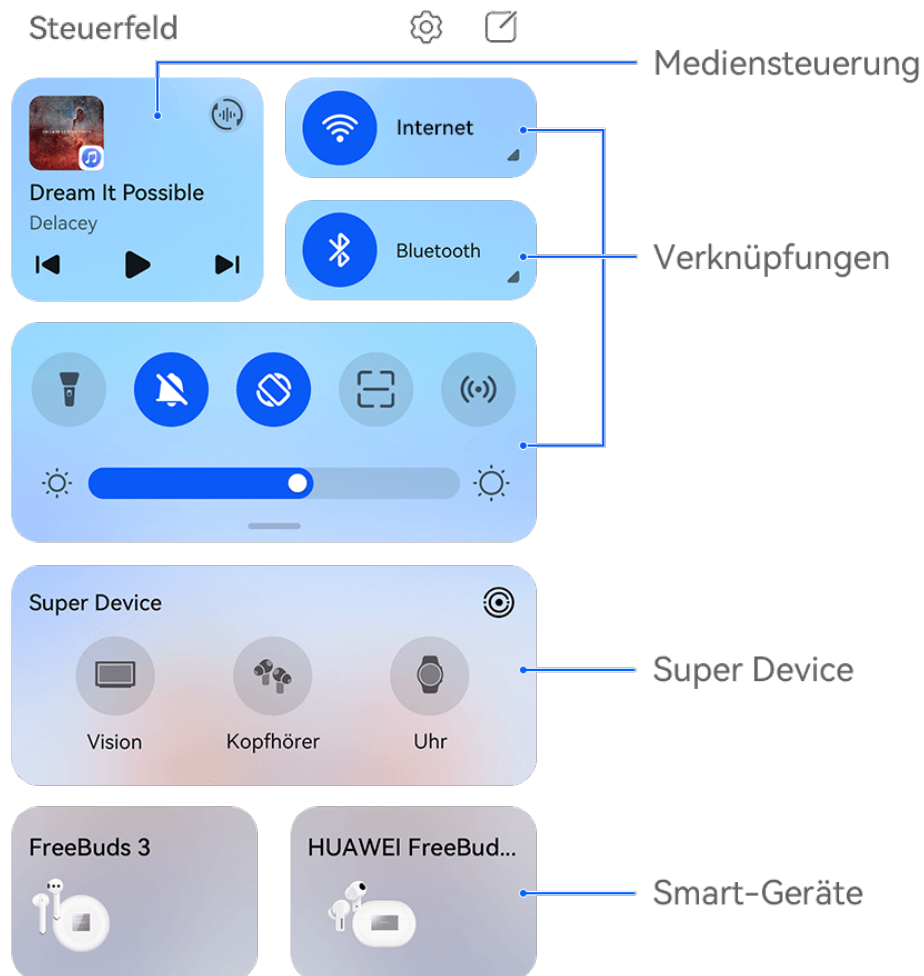 Steuerfeld
Mediensteuerung
Dream It Possible
Delacey
Internet
Bluetooth
Verknüpfungen
Super Device
Vision
Kopfhörer
Uhr
Super Device
FreeBuds 3
HUAWEI FreeBud...
Smart-Geräte